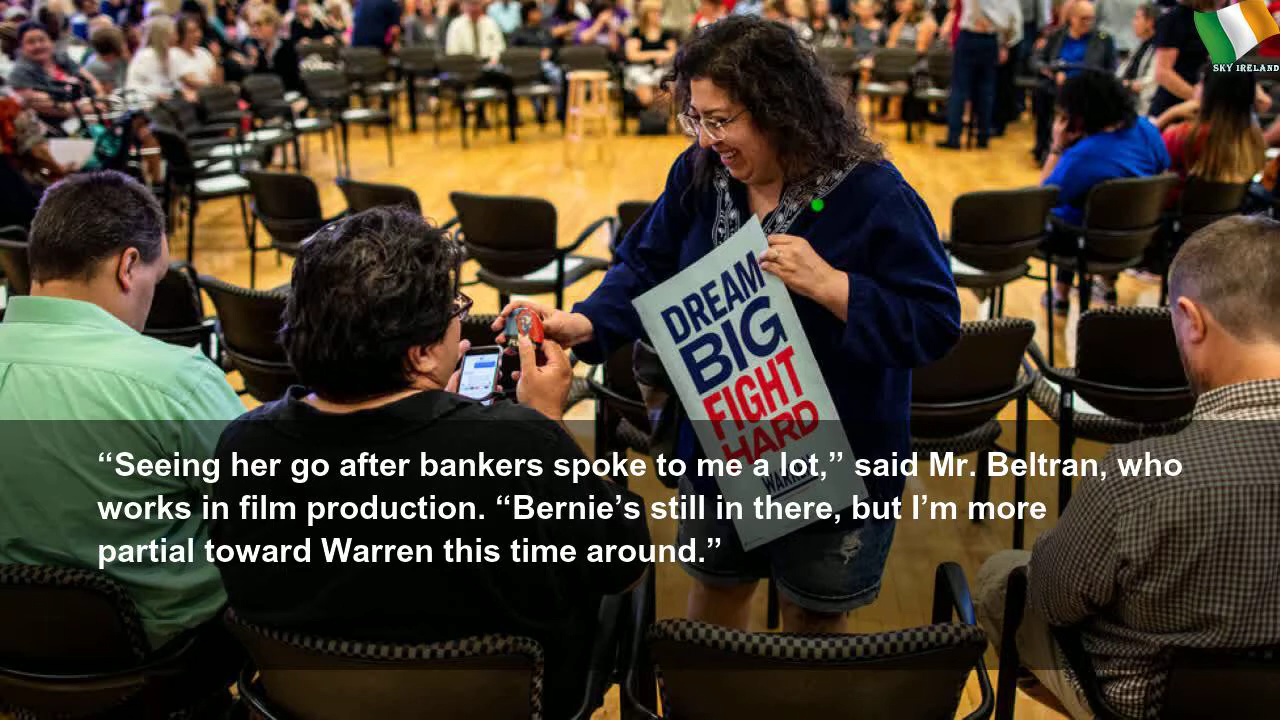 SKY IRELAND
DREAM
BIG
FIGHT
HARD
WARREN
“Seeing her go after bankers spoke to me a lot,” said Mr. Beltran, who
works in film production. “Bernie’s still in there, but I’m more
partial toward Warren this time around.”